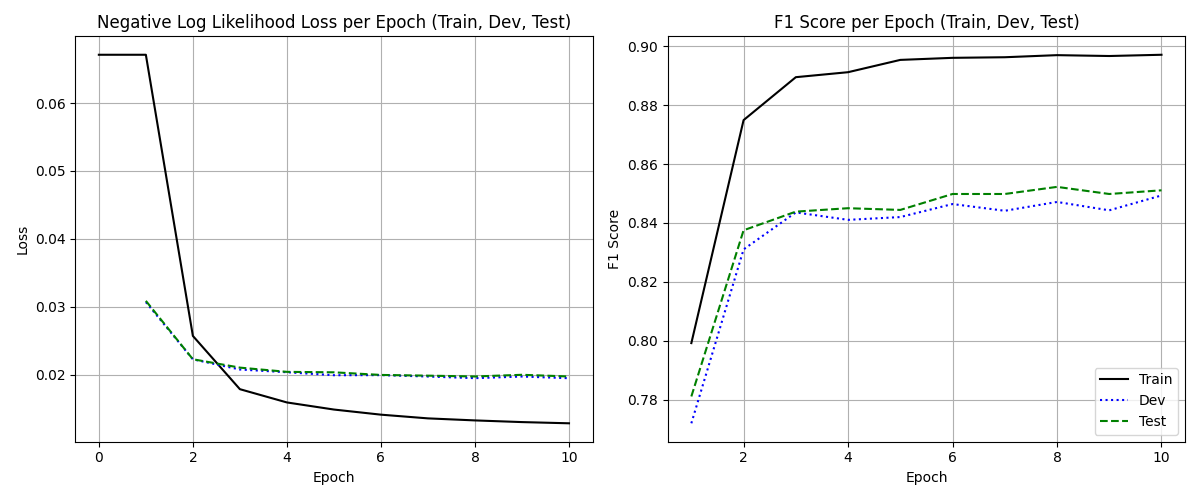 Negative Log Likelihood Loss per Epoch (Train, Dev, Test)
Loss
0.06
0.05
0.04
0.03
0.02
0 2 4 6 8 10
Epoch
F1 Score per Epoch (Train, Dev, Test)
F1 Score
0.90
0.88
0.86
0.84
0.82
0.80
0.78
2 4 6 8 10
Epoch
Train
Dev
Test